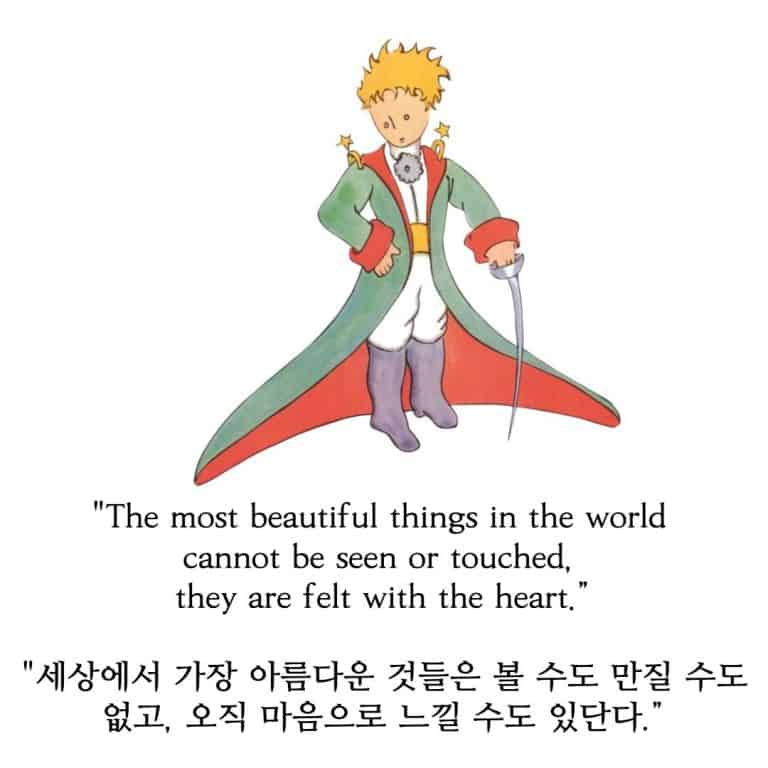 "The most beautiful things in the world
cannot be seen or touched,
they are felt with the heart."
"세상에서 가장 아름다운 것들은 볼 수도 만질 수도
없고, 오직 마음으로 느낄 수도 있단다."